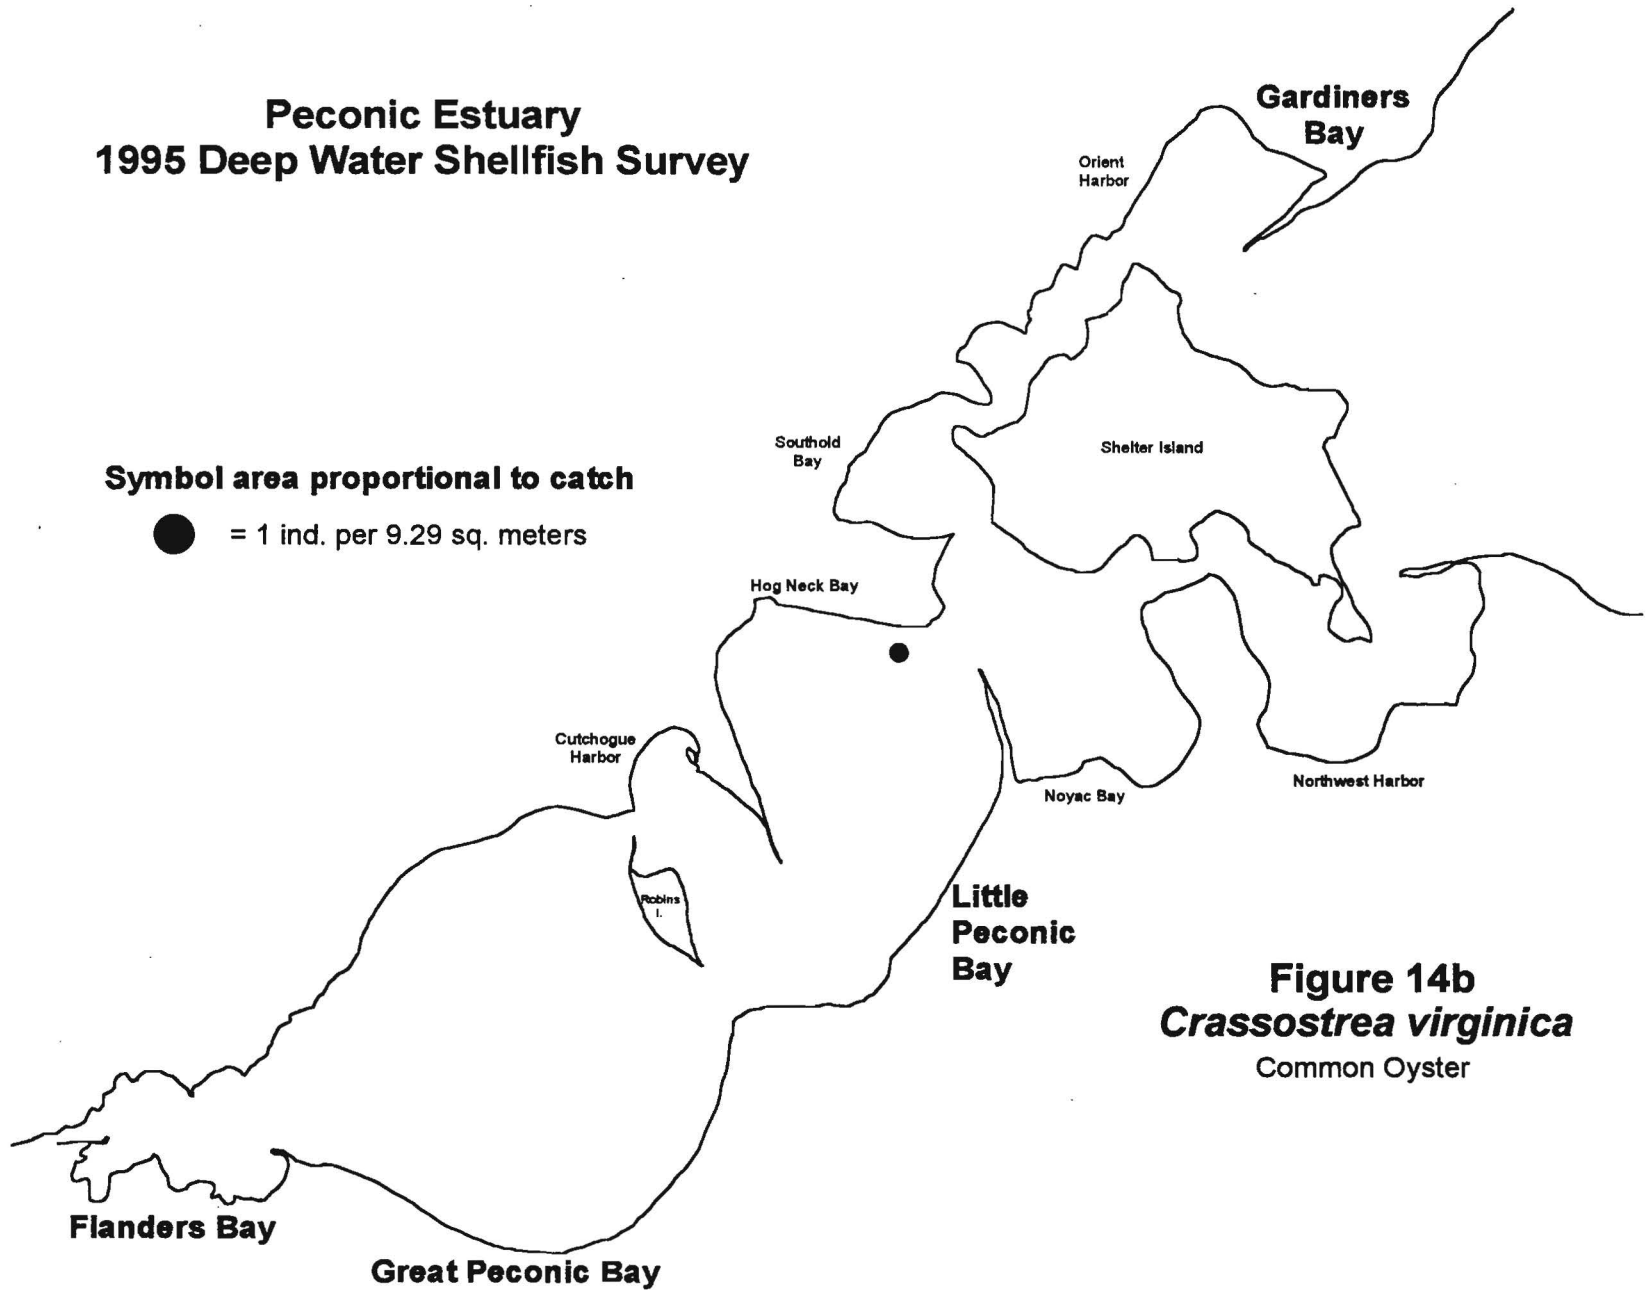 Peconic Estuary
1995 Deep Water Shellfish Survey
Gardiners
Bay
Orient
Harbor
Southold
Bay
Shelter Island
Symbol area proportional to catch
= 1 ind. per 9.29 sq. meters
Hog Neck Bay
Cutchogue
Harbor
Noyac Bay
Northwest Harbor
Robins
I.
Little
Peconic
Bay
Figure 14b
Crassostrea virginica
Common Oyster
Flanders Bay
Great Peconic Bay